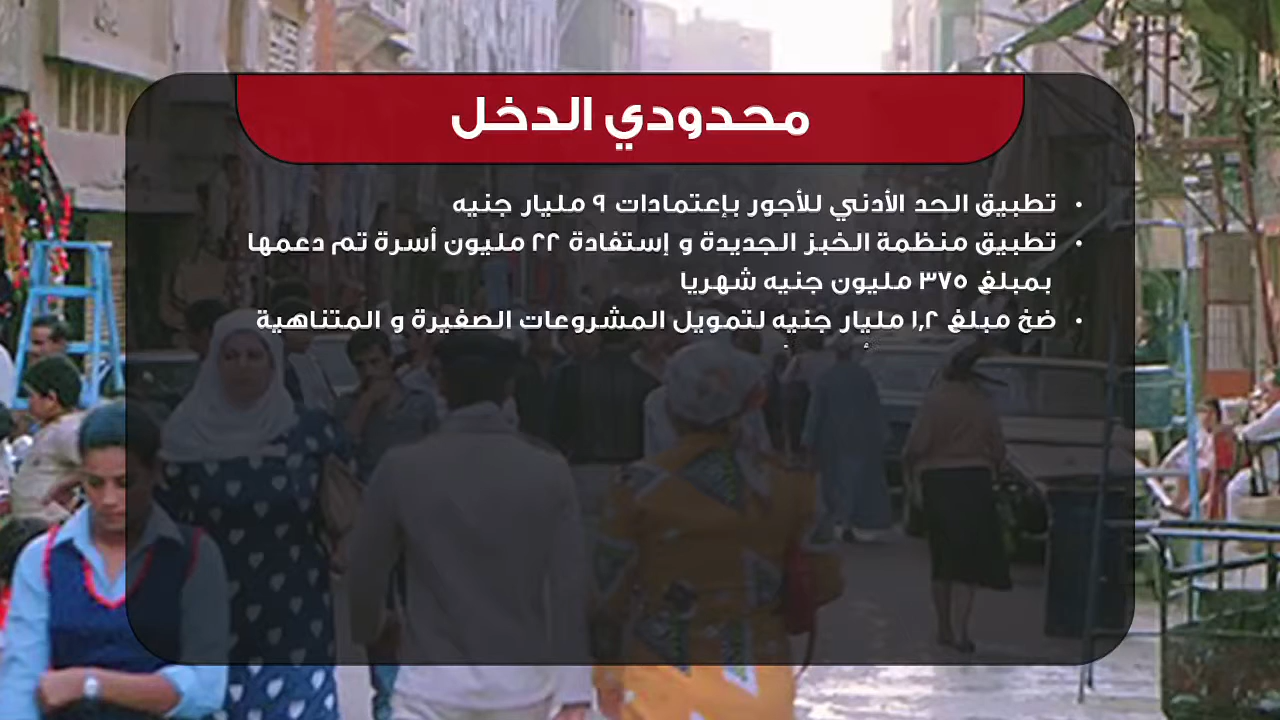 محدودي الدخل
• تطبيق الحد الأدني للأجور بإعتمادات ٩ مليار جنيه
• تطبيق منظمة الخبز الجديدة و إستفادة ٢٢ مليون أسرة تم دعمها
بمبلغ ٣٧٥ مليون جنيه شهريا
• ضخ مبلغ ١,٢ مليار جنيه لتمويل المشروعات الصغيرة و المتناهية